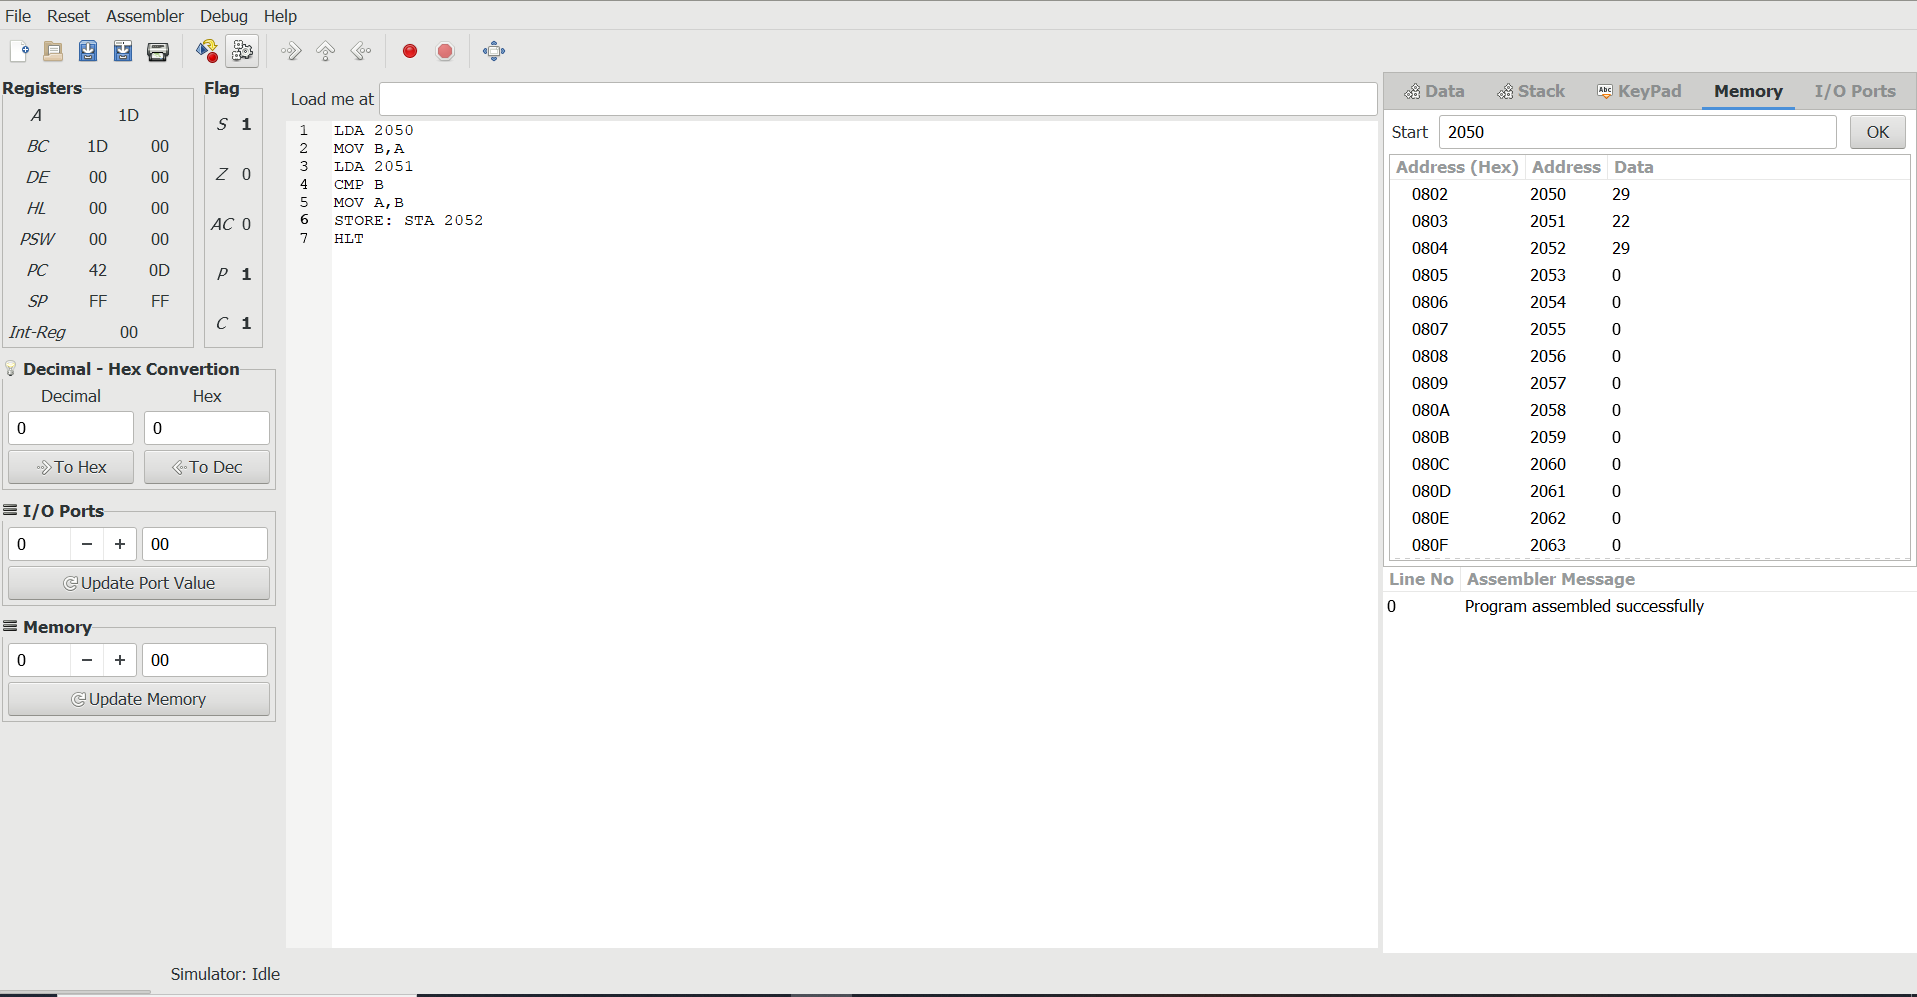 File Reset Assembler Debug Help
Registers
A 1D
BC 1D 00
DE 00 00
HL 00 00
PSW 00 00
PC 42 0D
SP FF FF
Int-Reg 00
Flag
S 1
Z 0
AC 0
P 1
C 1
Decimal - Hex Convertion
Decimal Hex
0 0
To Hex To Dec
I/O Ports
0 − + 00
Update Port Value
Memory
0 − + 00
Update Memory
Load me at
1 LDA 2050
2 MOV B,A
3 LDA 2051
4 CMP B
5 MOV A,B
6 STORE: STA 2052
7 HLT
Data Stack Abc KeyPad Memory I/O Ports
Start 2050 OK
Address (Hex) Address Data
0802 2050 29
0803 2051 22
0804 2052 29
0805 2053 0
0806 2054 0
0807 2055 0
0808 2056 0
0809 2057 0
080A 2058 0
080B 2059 0
080C 2060 0
080D 2061 0
080E 2062 0
080F 2063 0
Line No Assembler Message
0 Program assembled successfully
Simulator: Idle